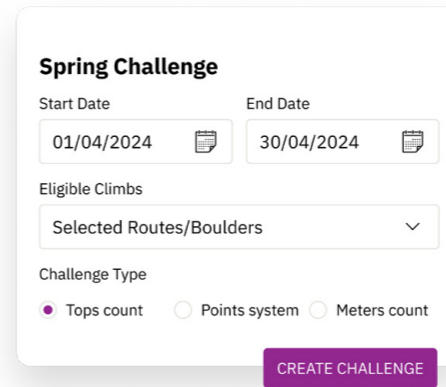 Spring Challenge
Start Date End Date
01/04/2024 30/04/2024
Eligible Climbs
Selected Routes/Boulders
Challenge Type
Tops count Points system Meters count
CREATE CHALLENGE